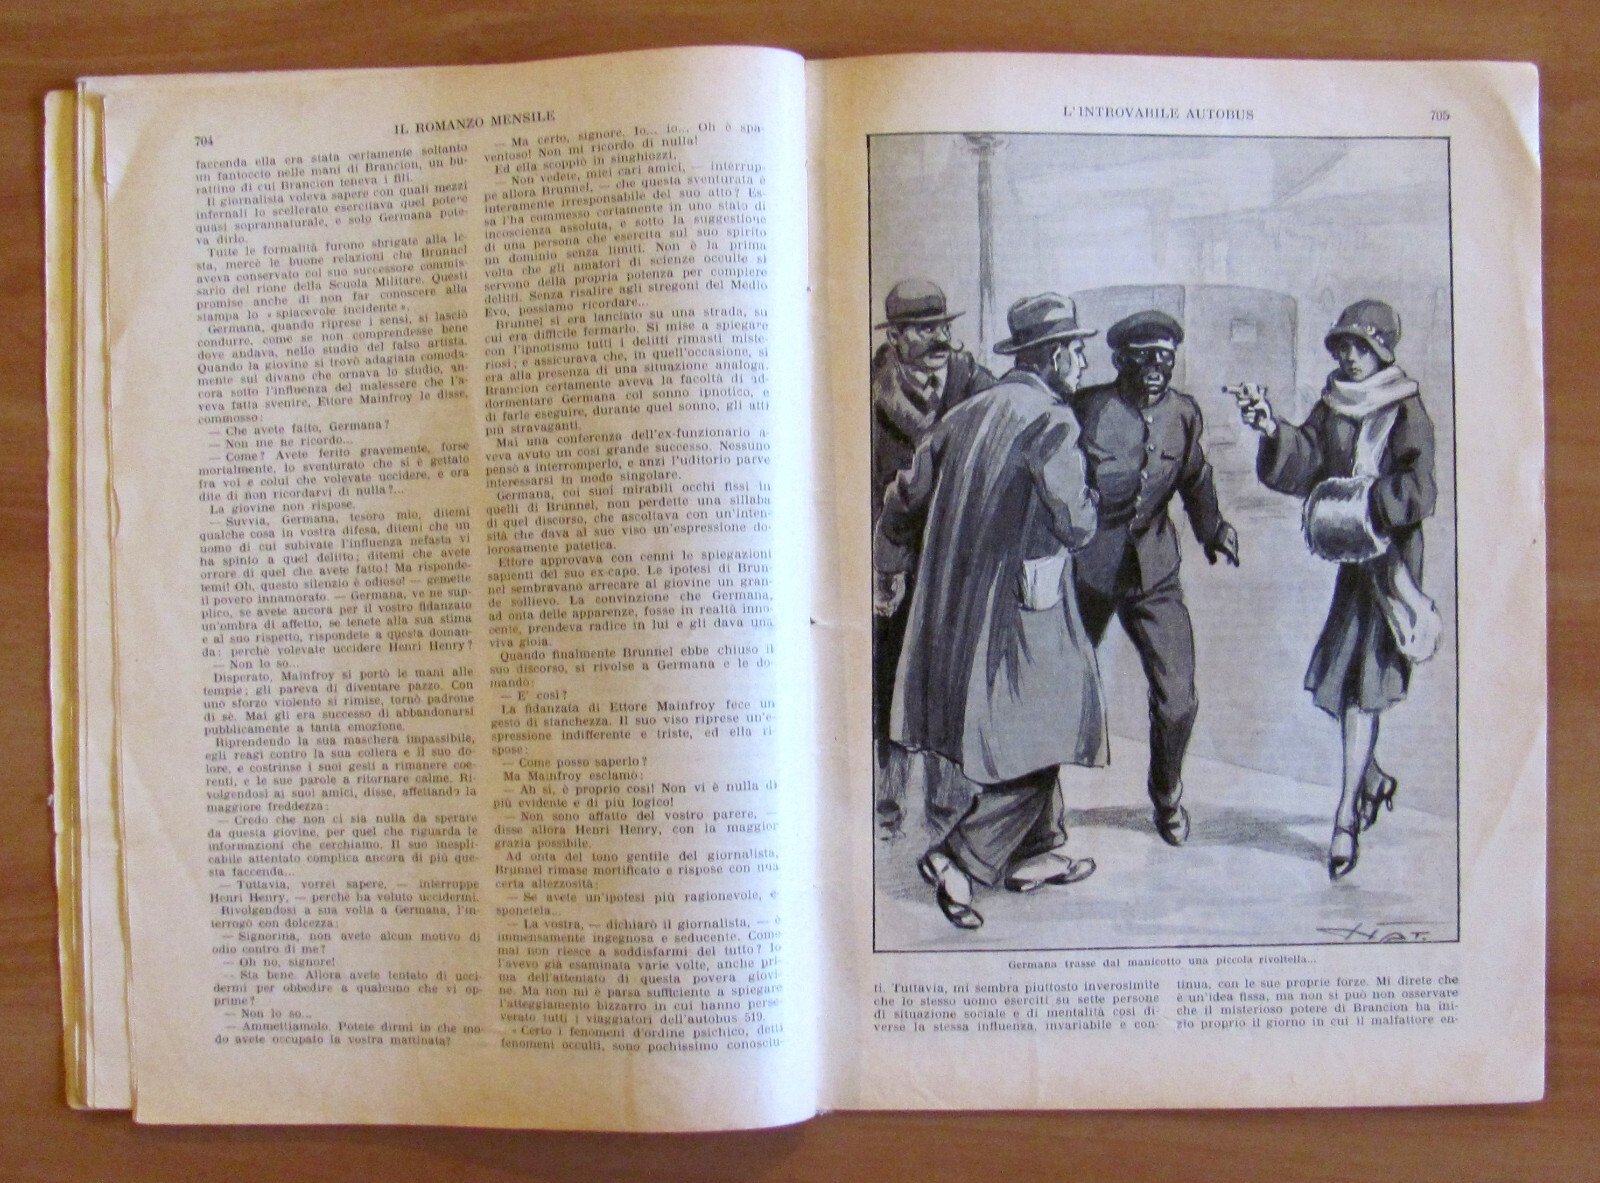 704
IL ROMANZO MENSILE
faccenda ella era stata certamente soltanto
un fantoccio nelle mani di Brancion, un bu-
rattino di cui Brancion teneva i fili.
Il giornalista voleva sapere con quali mezzi
infernali lo scellerato esercitava quel potere
quasi soprannaturale, e solo Germana pote-
va dirlo.
Tutte le formalità furono sbrigate alla le-
sta, mercè le buone relazioni che Brunnel
aveva conservato col suo successore commis-
sario del rione della Scuola Militare. Questi
promise anche di non far conoscere alla
stampa lo « spiacevole incidente ».
Germana, quando riprese i sensi, si lasciò
condurre, come se non comprendesse bene
dove andava, nello studio del falso artista.
Quando la giovine si trovò adagiata comoda-
mente sul divano che ornava lo studio, an-
cora sotto l'influenza del malessere che l'a-
veva fatta svenire, Ettore Mainfroy le disse,
commosso:
— Che avete fatto, Germana?
— Non me ne ricordo...
— Come? Avete ferito gravemente, forse
mortalmente, lo sventurato che si è gettato
fra voi e colui che volevate uccidere, e ora
dite di non ricordarvi di nulla?...
La giovine non rispose.
— Suvvia, Germana, tesoro mio, ditemi
qualche cosa in vostra difesa, ditemi che un
uomo di cui subivate l'influenza nefasta vi
ha spinto a quel delitto; ditemi che avete
orrore di quel che avete fatto! Ma risponde-
temi! Oh, questo silenzio è odioso! — gemette
il povero innamorato. — Germana, ve ne sup-
plico, se avete ancora per il vostro fidanzato
un'ombra di affetto, se tenete alla sua stima
e al suo rispetto, rispondete a questa doman-
da: perchè volevate uccidere Henri Henry?
— Non lo so...
Disperato, Mainfroy si portò le mani alle
tempie; gli pareva di diventare pazzo. Con
uno sforzo violento si rimise, tornò padrone
di sè. Mai gli era successo di abbandonarsi
pubblicamente a tanta emozione.
Riprendendo la sua maschera impassibile,
egli reagì contro la sua collera e il suo do-
lore, e costrinse i suoi gesti a rimanere coe-
renti, e le sue parole a ritornare calme. Ri-
volgendosi ai suoi amici, disse, affettando la
maggiore freddezza:
— Credo che non ci sia nulla da sperare
da questa giovine, per quel che riguarda le
informazioni che cerchiamo. Il suo inespli-
cabile attentato complica ancora di più que-
sta faccenda...
— Tuttavia, vorrei sapere, — interruppe
Henri Henry, — perchè ha voluto uccidermi.
Rivolgendosi a sua volta a Germana, l'in-
terrogò con dolcezza:
— Signorina, non avete alcun motivo di
odio contro di me?
— Oh no, signore!
— Sta bene. Allora avete tentato di ucci-
dermi per obbedire a qualcuno che vi op-
prime?
— Non lo so...
— Ammettiamolo. Potete dirmi in che mo-
do avete occupato la vostra mattinata?
— Ma certo, signore. Io... io... Oh è spa-
ventoso! Non mi ricordo di nulla!
Ed ella scoppiò in singhiozzi.
— Non vedete, miei cari amici, — interrup-
pe allora Brunnel, — che questa sventurata è
interamente irresponsabile del suo atto? Es-
sa l'ha commesso certamente in uno stato di
incoscienza assoluta, e sotto la suggestione
di una persona che esercita sul suo spirito
un dominio senza limiti. Non è la prima
volta che gli amatori di scienze occulte si
servono della propria potenza per compiere
delitti. Senza risalire agli stregoni del Medio
Evo, possiamo ricordare...
Brunnel si era lanciato su una strada, su
cui era difficile fermarlo. Si mise a spiegare
con l'ipnotismo tutti i delitti rimasti miste-
riosi; e assicurava che, in quell'occasione, si
era alla presenza di una situazione analoga.
Brancion certamente aveva la facoltà di ad-
dormentare Germana col sonno ipnotico, e
di farle eseguire, durante quel sonno, gli atti
più stravaganti.
Mai una conferenza dell'ex-funzionario a-
veva avuto un così grande successo. Nessuno
pensò a interromperlo, e anzi l'uditorio parve
interessarsi in modo singolare.
Germana, coi suoi mirabili occhi fissi in
quelli di Brunnel, non perdette una sillaba
di quel discorso, che ascoltava con un'inten-
sità che dava al suo viso un'espressione do-
lorosamente patetica.
Ettore approvava con cenni le spiegazioni
sapienti del suo ex-capo. Le ipotesi di Brun-
nel sembravano arrecare al giovine un gran-
de sollievo. La convinzione che Germana,
ad onta delle apparenze, fosse in realtà inno-
cente, prendeva radice in lui e gli dava una
viva gioia.
Quando finalmente Brunnel ebbe chiuso il
suo discorso, si rivolse a Germana e le do-
mandò:
— E' così?
La fidanzata di Ettore Mainfroy fece un
gesto di stanchezza. Il suo viso riprese un'e-
spressione indifferente e triste, ed ella ri-
spose:
— Come posso saperlo?
Ma Mainfroy esclamò:
— Ah sì, è proprio così! Non vi è nulla di
più evidente e di più logico!
— Non sono affatto del vostro parere, —
disse allora Henri Henry, con la maggior
grazia possibile.
Ad onta del tono gentile del giornalista,
Brunnel rimase mortificato e rispose con una
certa altezzosità:
— Se avete un'ipotesi più ragionevole, e-
sponetela...
— La vostra, — dichiarò il giornalista, — è
immensamente ingegnosa e seducente. Come
mai non riesce a soddisfarmi del tutto? Io
l'avevo già esaminata varie volte, anche pri-
ma dell'attentato di questa povera giovi-
ne. Ma non mi è parsa sufficiente a spiegare
l'atteggiamento bizzarro in cui hanno perse-
verato tutti i viaggiatori dell'autobus 519.
« Certo i fenomeni d'ordine psichico, detti
fenomeni occulti, sono pochissimo conosciu-
L'INTROVABILE AUTOBUS
705
Germana trasse dal manicotto una piccola rivoltella...
ti. Tuttavia, mi sembra piuttosto inverosimile
che lo stesso uomo eserciti su sette persone
di situazione sociale e di mentalità così di-
verse la stessa influenza, invariabile e con-
tinua, con le sue proprie forze. Mi direte che
è un'idea fissa, ma non si può non osservare
che il misterioso potere di Brancion ha ini-
zio proprio il giorno in cui il malfattore en-